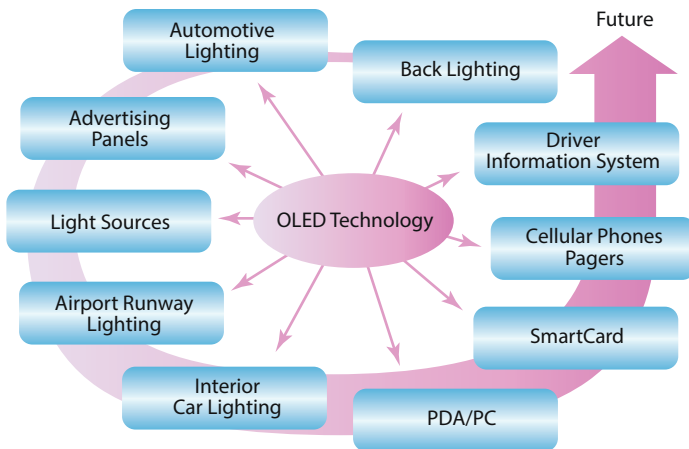 Future
Automotive
Lighting
Back Lighting
Advertising
Panels
Driver
Information System
Light Sources
OLED Technology
Cellular Phones
Pagers
Airport Runway
Lighting
SmartCard
Interior
Car Lighting
PDA/PC